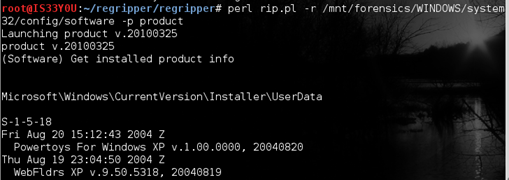 root@IS33Y0U:~/regripper/regripper# perl rip.pl -r /mnt/forensics/WINDOWS/system
32/config/software -p product
Launching product v.20100325
product v.20100325
(Software) Get installed product info
Microsoft\Windows\CurrentVersion\Installer\UserData
S-1-5-18
Fri Aug 20 15:12:43 2004 Z
Powertoys For Windows XP v.1.00.0000, 20040820
Thu Aug 19 23:04:50 2004 Z
WebFldrs XP v.9.50.5318, 20040819